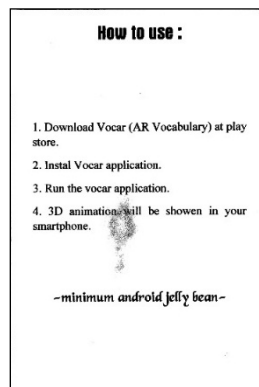 How to use :
1. Download Vocar (AR Vocabulary) at play
store.
2. Instal Vocar application.
3. Run the vocar application.
4. 3D animation will be showen in your
smartphone.
~minimum android jelly bean~